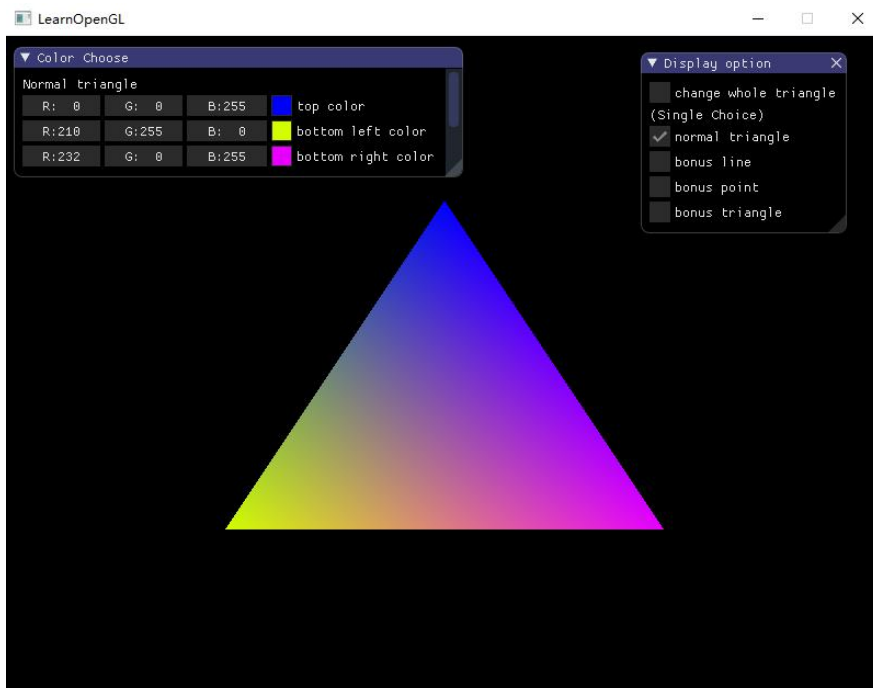 LearnOpenGL
Color Choose
Normal triangle
R: 0 G: 0 B:255 top color
R:210 G:255 B: 0 bottom left color
R:232 G: 0 B:255 bottom right color
Display option
change whole triangle
(Single Choice)
normal triangle
bonus line
bonus point
bonus triangle